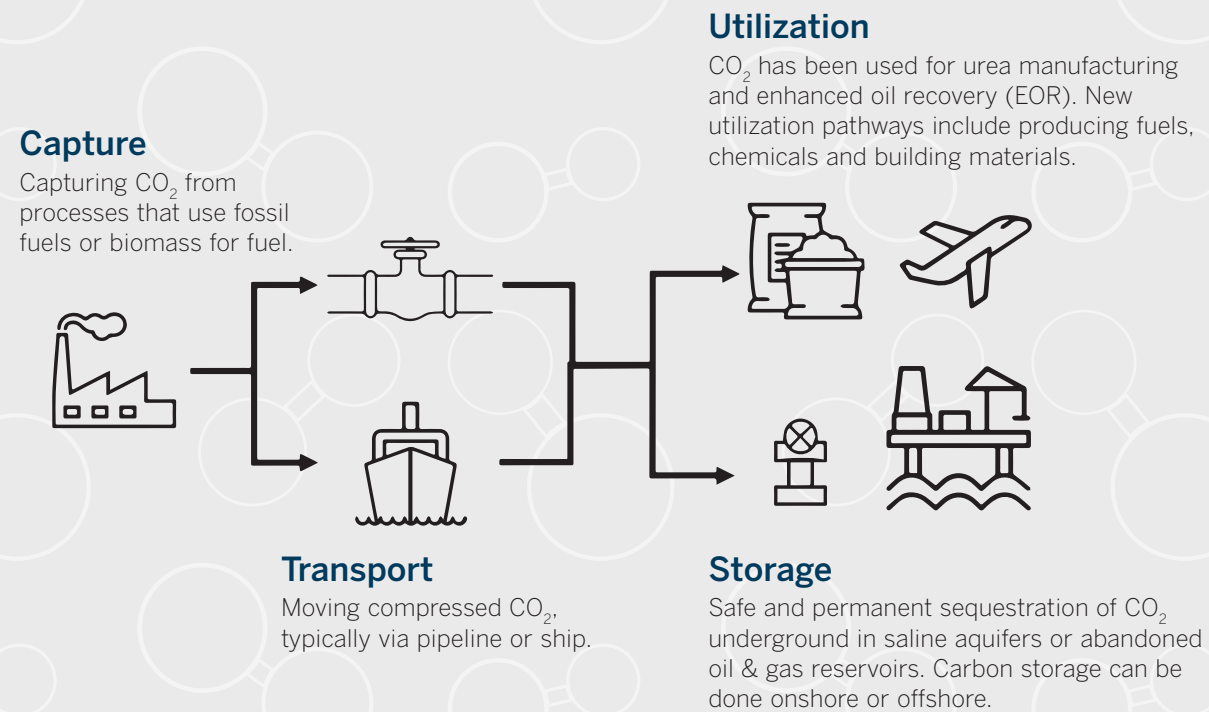 Capture
Capturing CO₂ from
processes that use fossil
fuels or biomass for fuel.
Transport
Moving compressed CO₂,
typically via pipeline or ship.
Utilization
CO₂ has been used for urea manufacturing
and enhanced oil recovery (EOR). New
utilization pathways include producing fuels,
chemicals and building materials.
Storage
Safe and permanent sequestration of CO₂
underground in saline aquifers or abandoned
oil & gas reservoirs. Carbon storage can be
done onshore or offshore.